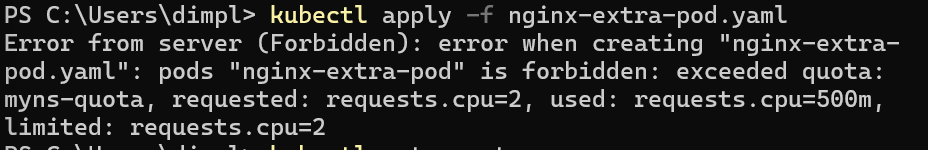 PS C:\Users\dimpl> kubectl apply -f nginx-extra-pod.yaml
Error from server (Forbidden): error when creating "nginx-extra-
pod.yaml": pods "nginx-extra-pod" is forbidden: exceeded quota:
myns-quota, requested: requests.cpu=2, used: requests.cpu=500m,
limited: requests.cpu=2